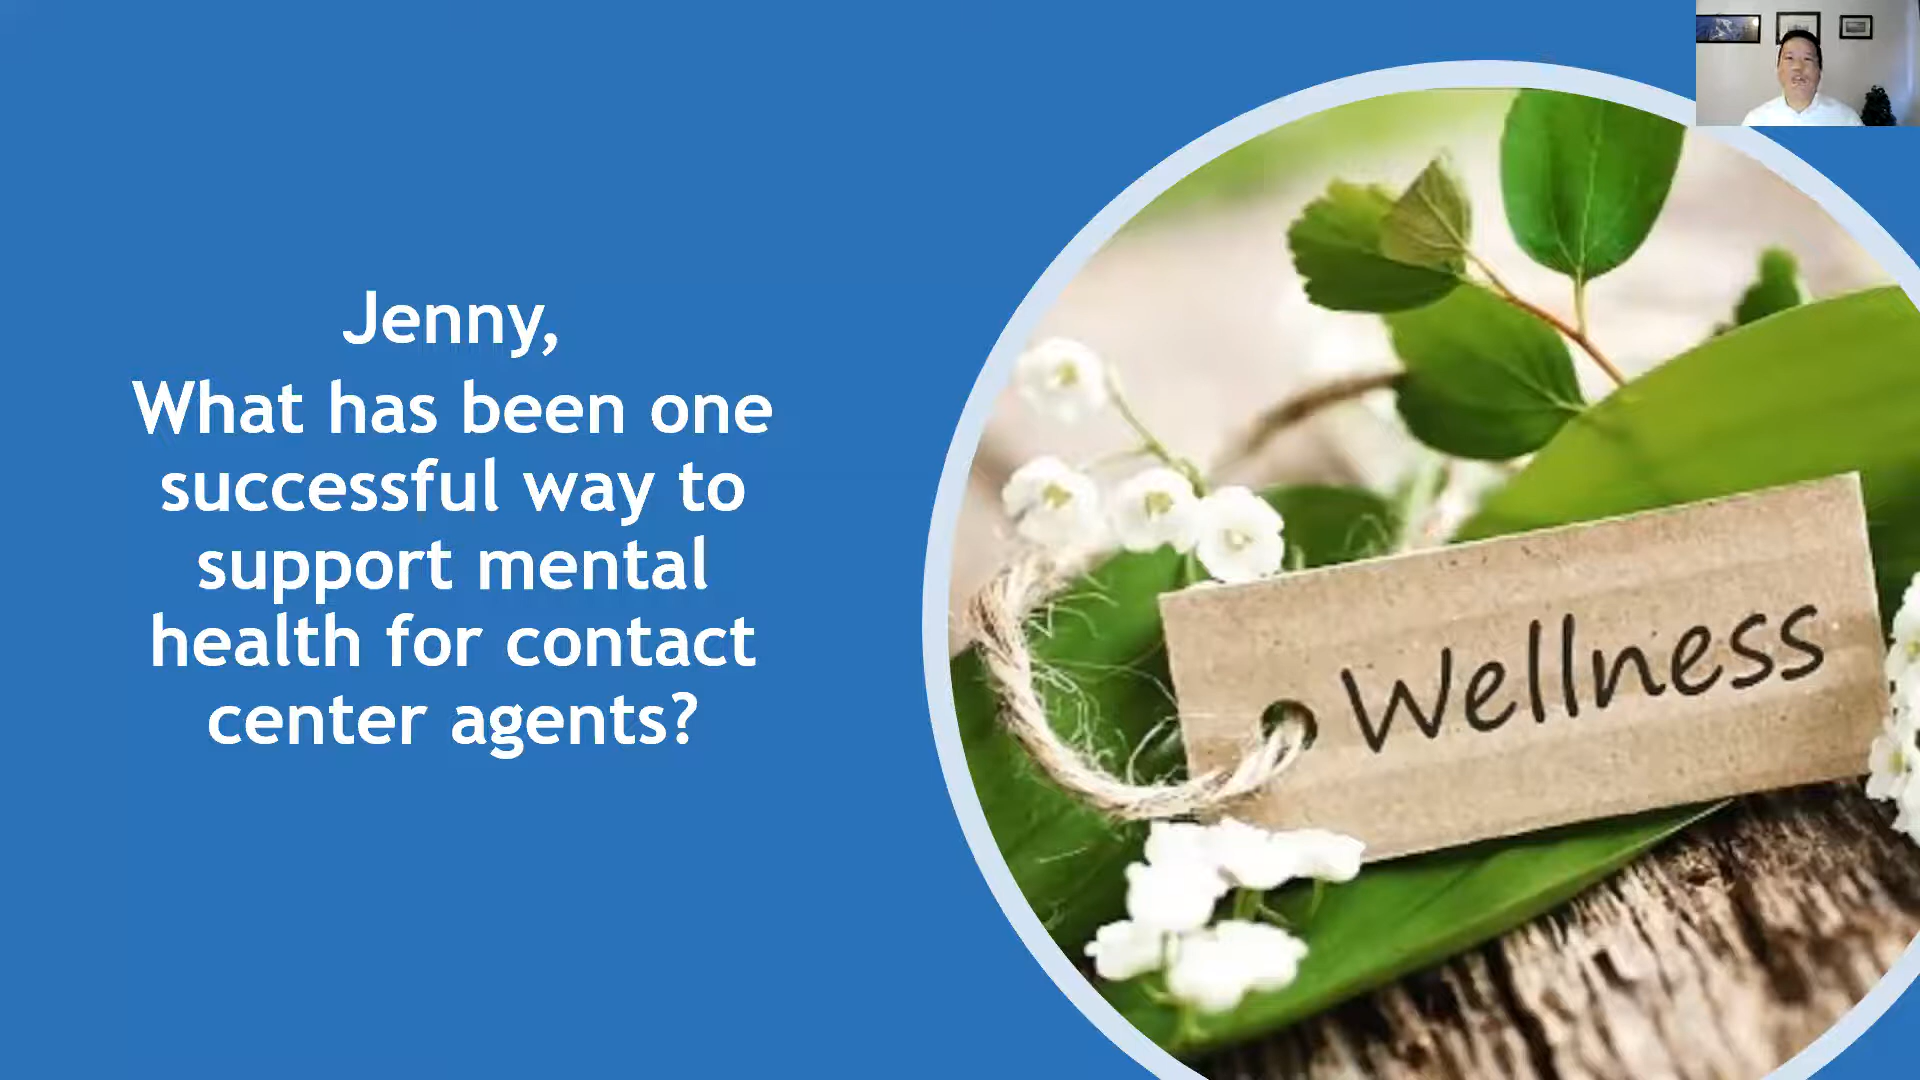 Jenny,
What has been one
successful way to
support mental
health for contact
center agents?
Wellness